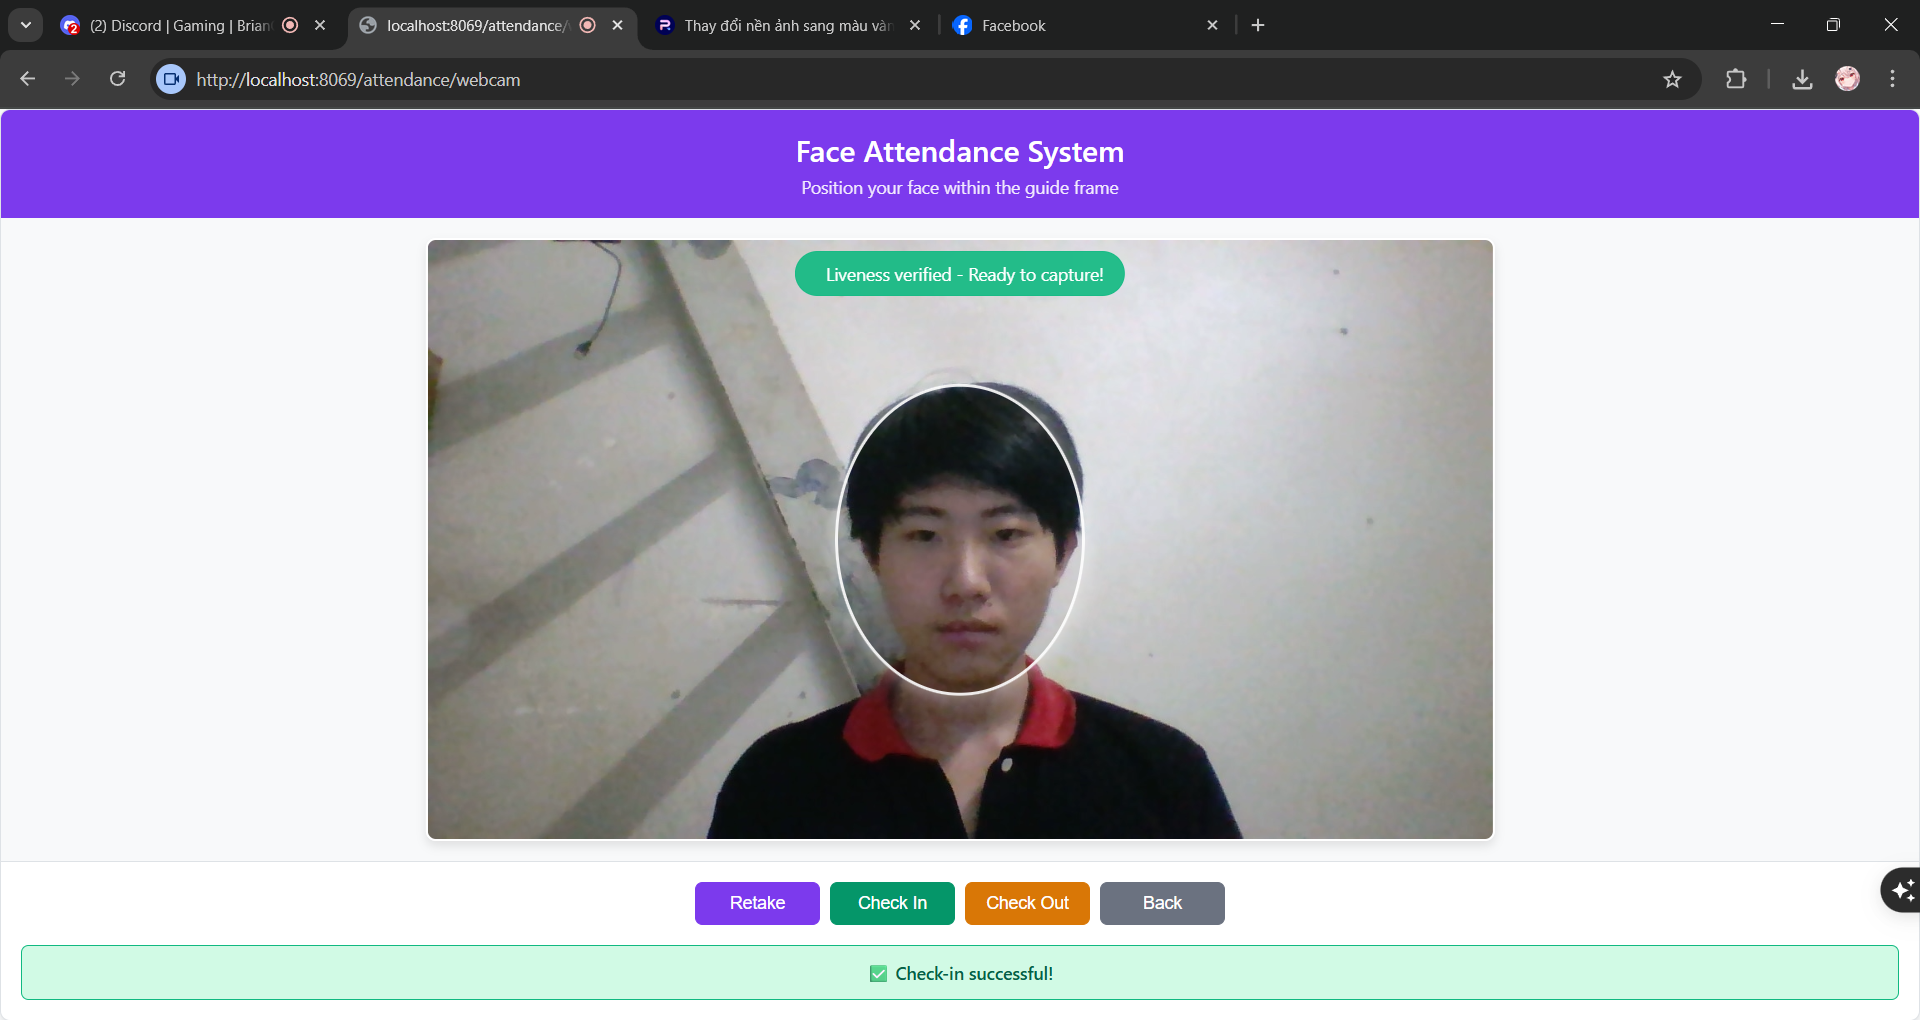 (2) Discord | Gaming | Brian
localhost:8069/attendance/
Thay đổi nền ảnh sang màu vàn
Facebook
http://localhost:8069/attendance/webcam
Face Attendance System
Position your face within the guide frame
Liveness verified - Ready to capture!
Retake
Check In
Check Out
Back
✅ Check-in successful!